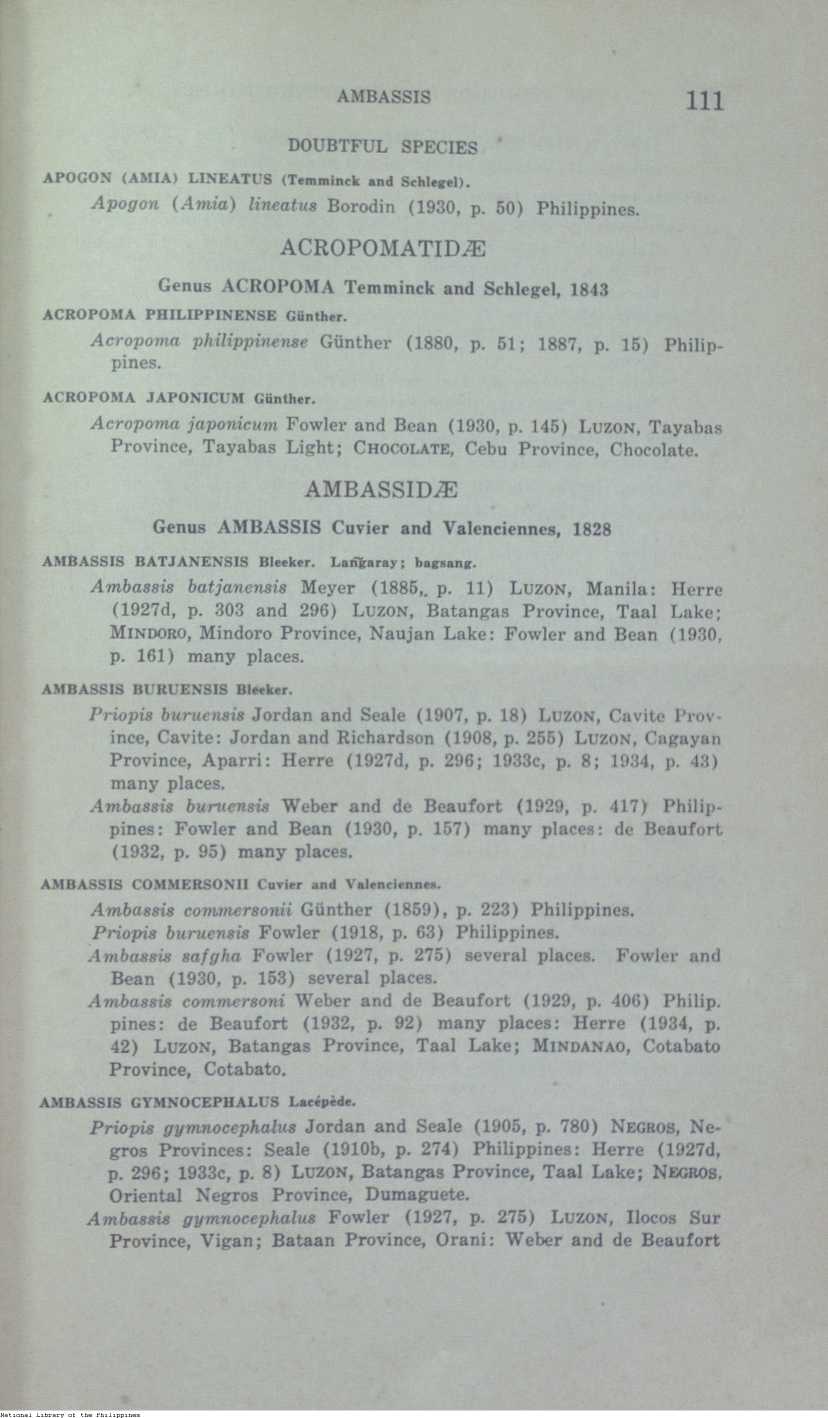 AMBASSIS 111
DOUBTFUL SPECIES
APOGON (AMIA) LINEATUS (Temminck and Schlegel).
Apogon (Amia) lineatus Borodin (1930, p. 50) Philippines.
ACROPOMATIDÆ
Genus ACROPOMA Temminck and Schlegel, 1843
ACROPOMA PHILIPPINENSE Günther.
Acropoma philippinense Günther (1880, p. 51; 1887, p. 15) Philip-
pines.
ACROPOMA JAPONICUM Günther.
Acropoma japonicum Fowler and Bean (1930, p. 145) LUZON, Tayabas
Province, Tayabas Light; CHOCOLATE, Cebu Province, Chocolate.
AMBASSIDÆ
Genus AMBASSIS Cuvier and Valenciennes, 1828
AMBASSIS BATJANENSIS Bleeker. Lañg̃aray; bagsang.
Ambassis batjanensis Meyer (1885, p. 11) LUZON, Manila: Herre
(1927d, p. 303 and 296) LUZON, Batangas Province, Taal Lake;
MINDORO, Mindoro Province, Naujan Lake: Fowler and Bean (1930,
p. 161) many places.
AMBASSIS BURUENSIS Bleeker.
Priopis buruensis Jordan and Seale (1907, p. 18) LUZON, Cavite Prov-
ince, Cavite: Jordan and Richardson (1908, p. 255) LUZON, Cagayan
Province, Aparri: Herre (1927d, p. 296; 1933c, p. 8; 1934, p. 43)
many places.
Ambassis buruensis Weber and de Beaufort (1929, p. 417) Philip-
pines: Fowler and Bean (1930, p. 157) many places: de Beaufort
(1932, p. 95) many places.
AMBASSIS COMMERSONII Cuvier and Valenciennes.
Ambassis commersonii Günther (1859), p. 223) Philippines.
Priopis buruensis Fowler (1918, p. 63) Philippines.
Ambassis safgha Fowler (1927, p. 275) several places. Fowler and
Bean (1930, p. 153) several places.
Ambassis commersoni Weber and de Beaufort (1929, p. 406) Philip.
pines: de Beaufort (1932, p. 92) many places: Herre (1934, p.
42) LUZON, Batangas Province, Taal Lake; MINDANAO, Cotabato
Province, Cotabato.
AMBASSIS GYMNOCEPHALUS Lacépède.
Priopis gymnocephalus Jordan and Seale (1905, p. 780) NEGROS, Ne-
gros Provinces: Seale (1910b, p. 274) Philippines: Herre (1927d,
p. 296; 1933c, p. 8) LUZON, Batangas Province, Taal Lake; NEGROS,
Oriental Negros Province, Dumaguete.
Ambassis gymnocephalus Fowler (1927, p. 275) LUZON, Ilocos Sur
Province, Vigan; Bataan Province, Orani: Weber and de Beaufort
National Library of the Philippines